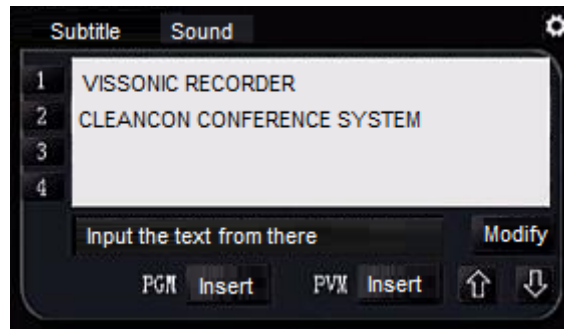 Subtitle Sound
1 VISSONIC RECORDER
2 CLEANCON CONFERENCE SYSTEM
3
4
Input the text from there Modify
PGM Insert PVM Insert